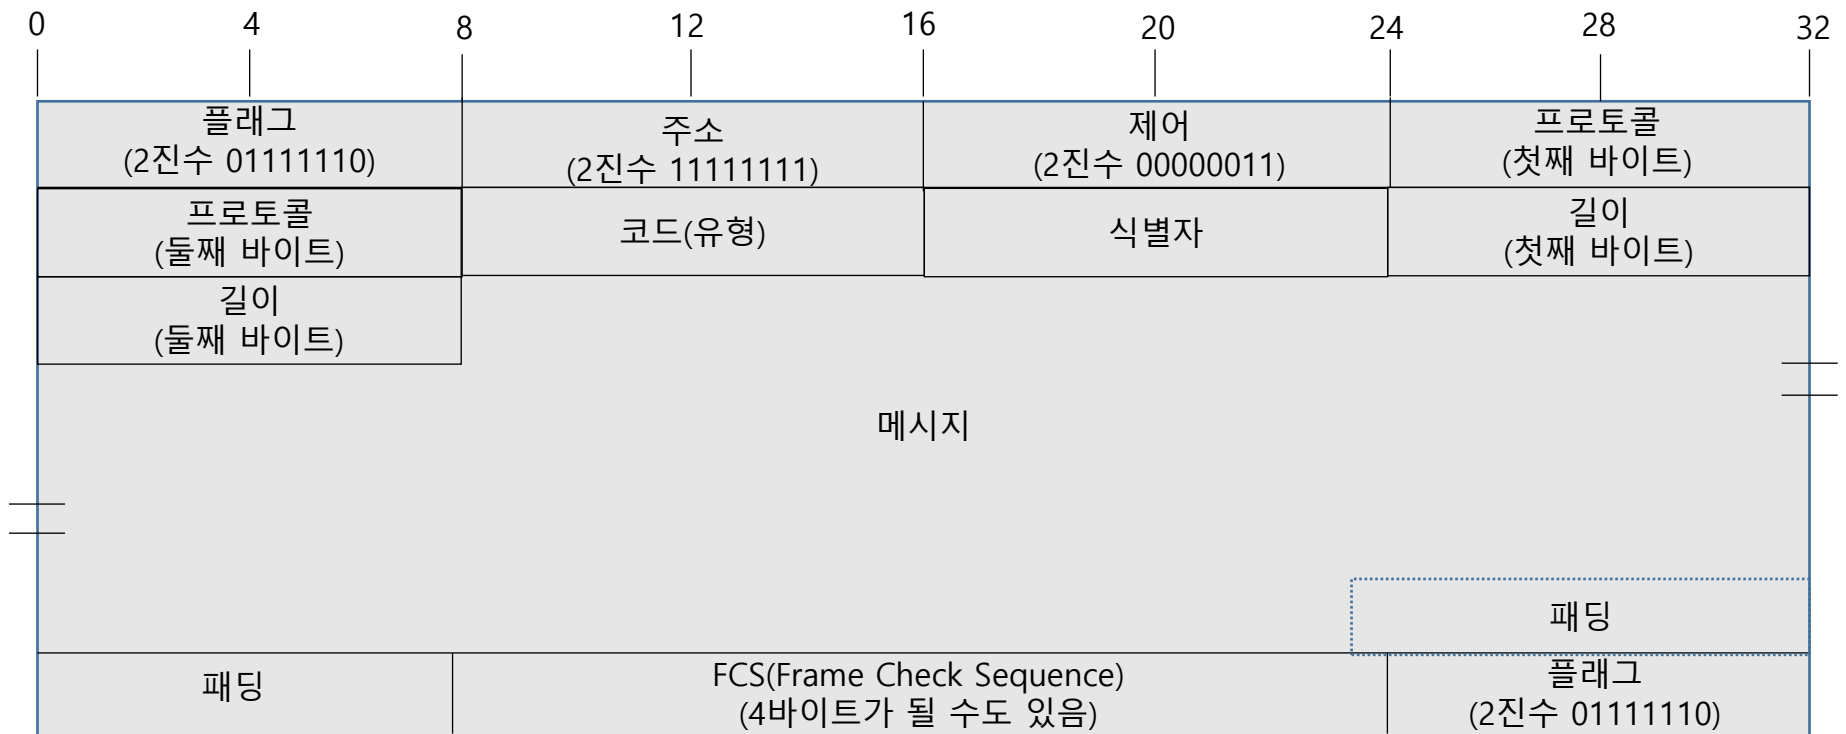 0 4 8 12 16 20 24 28 32
플래그
(2진수 01111110)
주소
(2진수 11111111)
제어
(2진수 00000011)
프로토콜
(첫째 바이트)
프로토콜
(둘째 바이트)
코드(유형)
식별자
길이
(첫째 바이트)
길이
(둘째 바이트)
메시지
패딩
패딩
FCS(Frame Check Sequence)
(4바이트가 될 수도 있음)
플래그
(2진수 01111110)